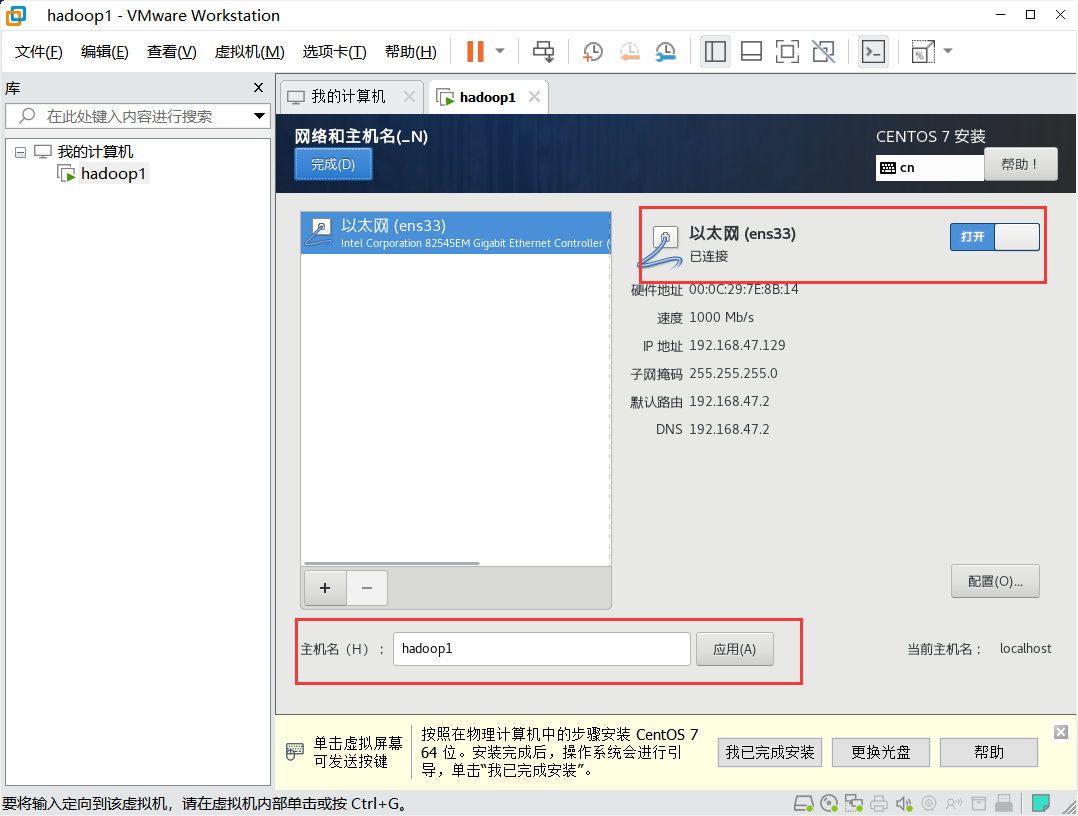 hadoop1 - VMware Workstation
文件(F) 编辑(E) 查看(V) 虚拟机(M) 选项卡(T) 帮助(H)
库
在此处键入内容进行搜索
我的计算机
hadoop1
我的计算机
hadoop1
网络和主机名(_N)
完成(D)
CENTOS 7 安装
cn
帮助！
以太网 (ens33)
Intel Corporation 82545EM Gigabit Ethernet Controller (
+
−
以太网 (ens33)
已连接
打开
硬件地址 00:0C:29:7E:8B:14
速度 1000 Mb/s
IP 地址 192.168.47.129
子网掩码 255.255.255.0
默认路由 192.168.47.2
DNS 192.168.47.2
配置(O)...
主机名（H）： hadoop1 应用(A)
当前主机名： localhost
单击虚拟屏幕
可发送按键
按照在物理计算机中的步骤安装 CentOS 7
64 位。安装完成后，操作系统会进行引
导，单击“我已完成安装”。
我已完成安装
更换光盘
帮助
要将输入定向到该虚拟机，请在虚拟机内部单击或按 Ctrl+G。